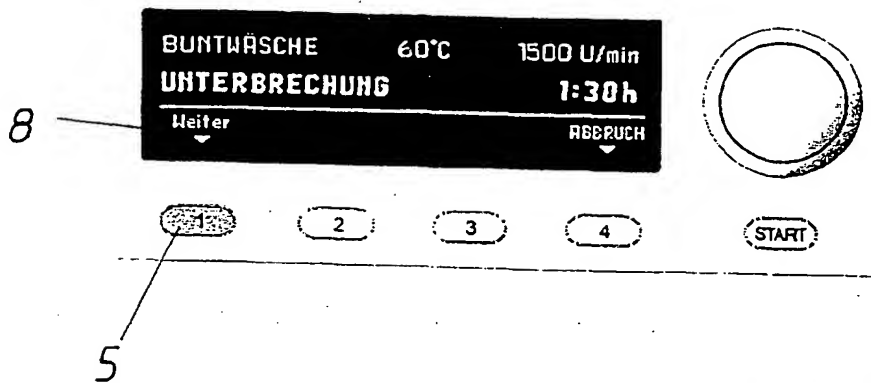 BUNTWÄSCHE 60°C 1500 U/min
UNTERBRECHUNG 1:30h
8 Weiter ABBRUCH
1 2 3 4 START
5